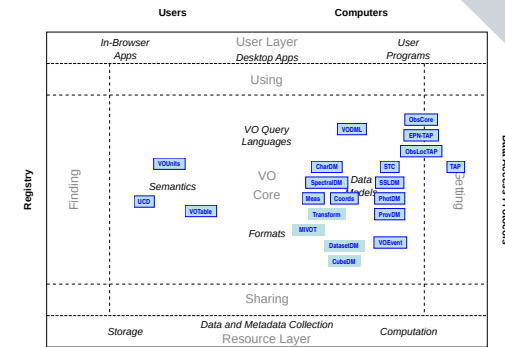 Users
Computers
In-Browser
Apps
User Layer
Desktop Apps
User
Programs
Using
ObsCore
VO Query
Languages
VODML
EPN-TAP
ObsLocTAP
VOUnits
CharDM
STC
TAP
Registry
Finding
Semantics
VO
Core
SpectralDM
Data
Models
SSLDM
Getting
UCD
VOTable
Meas
Coords
PhotDM
Transform
ProvDM
Formats
MIVOT
DatasetDM
VOEvent
CubeDM
Sharing
Storage
Data and Metadata Collection
Resource Layer
Computation